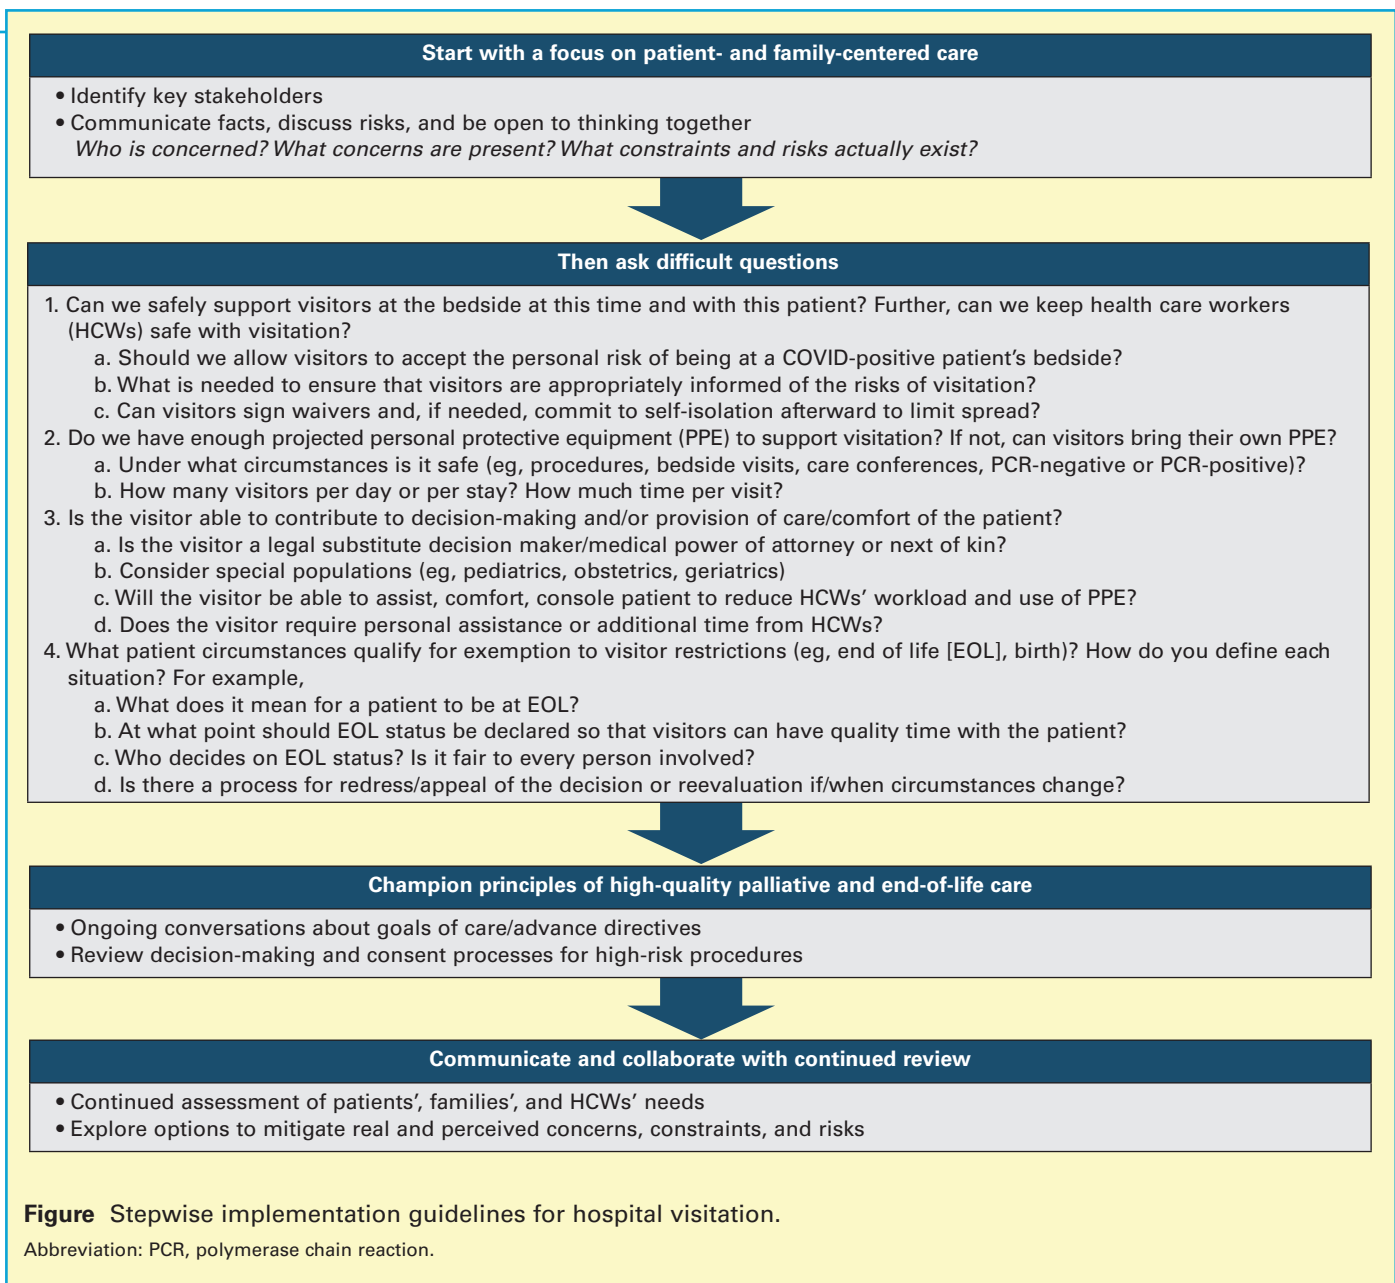 Start with a focus on patient- and family-centered care
• Identify key stakeholders
• Communicate facts, discuss risks, and be open to thinking together
Who is concerned? What concerns are present? What constraints and risks actually exist?
Then ask difficult questions
1. Can we safely support visitors at the bedside at this time and with this patient? Further, can we keep health care workers
(HCWs) safe with visitation?
a. Should we allow visitors to accept the personal risk of being at a COVID-positive patient’s bedside?
b. What is needed to ensure that visitors are appropriately informed of the risks of visitation?
c. Can visitors sign waivers and, if needed, commit to self-isolation afterward to limit spread?
2. Do we have enough projected personal protective equipment (PPE) to support visitation? If not, can visitors bring their own PPE?
a. Under what circumstances is it safe (eg, procedures, bedside visits, care conferences, PCR-negative or PCR-positive)?
b. How many visitors per day or per stay? How much time per visit?
3. Is the visitor able to contribute to decision-making and/or provision of care/comfort of the patient?
a. Is the visitor a legal substitute decision maker/medical power of attorney or next of kin?
b. Consider special populations (eg, pediatrics, obstetrics, geriatrics)
c. Will the visitor be able to assist, comfort, console patient to reduce HCWs’ workload and use of PPE?
d. Does the visitor require personal assistance or additional time from HCWs?
4. What patient circumstances qualify for exemption to visitor restrictions (eg, end of life [EOL], birth)? How do you define each
situation? For example,
a. What does it mean for a patient to be at EOL?
b. At what point should EOL status be declared so that visitors can have quality time with the patient?
c. Who decides on EOL status? Is it fair to every person involved?
d. Is there a process for redress/appeal of the decision or reevaluation if/when circumstances change?
Champion principles of high-quality palliative and end-of-life care
• Ongoing conversations about goals of care/advance directives
• Review decision-making and consent processes for high-risk procedures
Communicate and collaborate with continued review
• Continued assessment of patients’, families’, and HCWs’ needs
• Explore options to mitigate real and perceived concerns, constraints, and risks
Figure Stepwise implementation guidelines for hospital visitation.
Abbreviation: PCR, polymerase chain reaction.